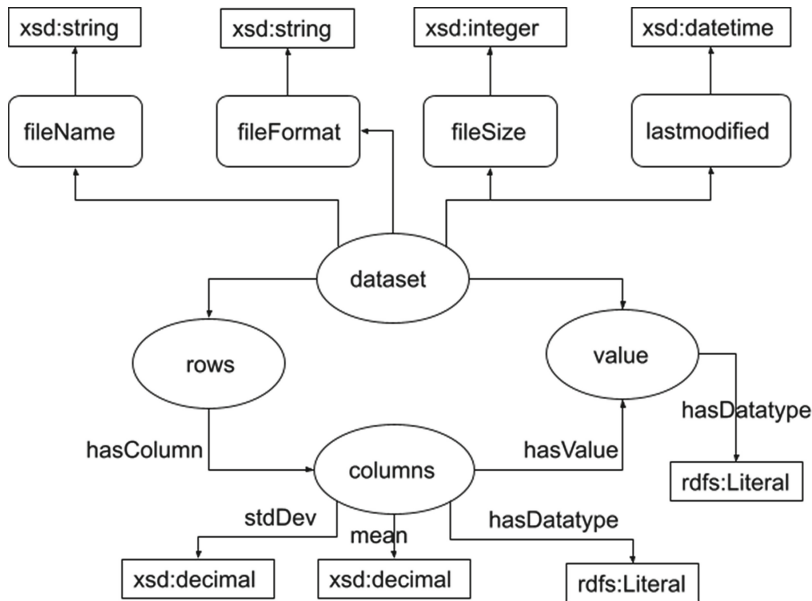 xsd:string
xsd:string
xsd:integer
xsd:datetime
fileName
fileFormat
fileSize
lastmodified
dataset
rows
value
hasDatatype
hasColumn
columns
hasValue
rdfs:Literal
stdDev
mean
hasDatatype
xsd:decimal
xsd:decimal
rdfs:Literal